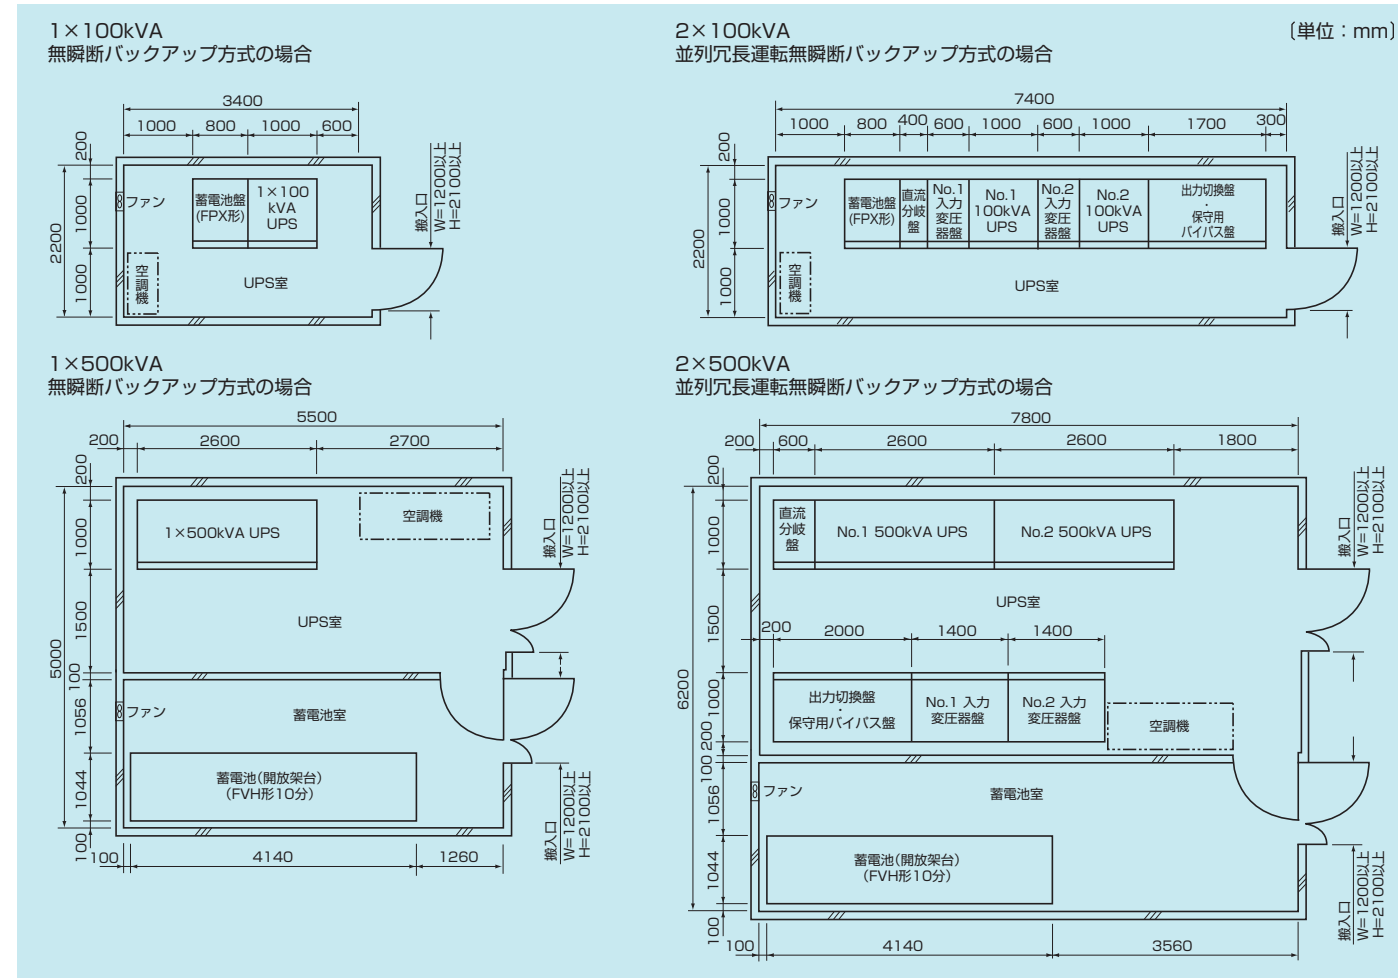 1×100kVA
無瞬断バックアップ方式の場合
3400
1000 800 1000 600
200
1000
2200
1000
ファン
蓄電池盤
(FPX形)
1×100
kVA
UPS
空
調
機
UPS室
搬入口
W=1200以上
H=2100以上
2×100kVA
並列冗長運転無瞬断バックアップ方式の場合
〔単位：mm〕
7400
1000 800 400 600 1000 600 1000 1700 300
200
1000
2200
1000
ファン
蓄電池盤
(FPX形)
直流
分岐
盤
No.1
入力
変圧
器盤
No.1
100kVA
UPS
No.2
入力
変圧
器盤
No.2
100kVA
UPS
出力切換盤
・
保守用
バイパス盤
空
調
機
UPS室
搬入口
W=1200以上
H=2100以上
1×500kVA
無瞬断バックアップ方式の場合
5500
200 2600 2700
200
1000
1500
5000
100
1056
1044
100
1×500kVA UPS
空調機
UPS室
搬入口
W=1200以上
H=2100以上
ファン
蓄電池室
蓄電池(開放架台)
(FVH形10分)
搬入口
W=1200以上
H=2100以上
100 4140 1260
2×500kVA
並列冗長運転無瞬断バックアップ方式の場合
7800
200 600 2600 2600 1800
200
1000
1500
6200
1000
200
100
1056
1044
100
直流
分岐
盤
No.1 500kVA UPS
No.2 500kVA UPS
搬入口
W=1200以上
H=2100以上
UPS室
200 2000 1400 1400
出力切換盤
・
保守用バイパス盤
No.1 入力
変圧器盤
No.2 入力
変圧器盤
空調機
ファン
蓄電池室
蓄電池(開放架台)
(FVH形10分)
搬入口
W=1200以上
H=2100以上
100 4140 3560